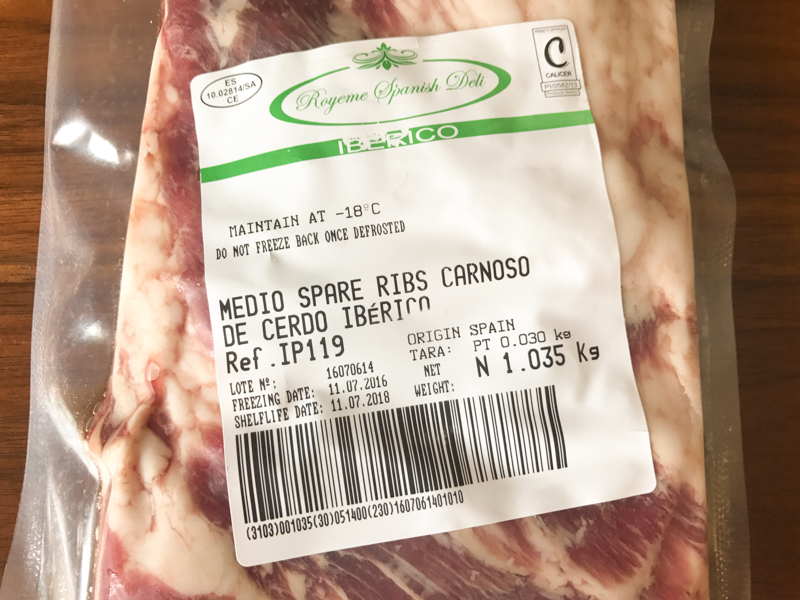 ES
10.02814/SA
CE
Royeme Spanish Deli
IBÉRICO
C
CALICER
MAINTAIN AT -18ºC
DO NOT FREEZE BACK ONCE DEFROSTED
MEDIO SPARE RIBS CARNOSO
DE CERDO IBéRICO
Ref.IP119
ORIGIN SPAIN
TARA: PT 0.030 kg
NET WEIGHT: N 1.035 Kg
LOTE Nº: 16070614
FREEZING DATE: 11.07.2016
SHELFLIFE DATE: 11.07.2018
(3103)001035(30)051400(230)1607061401010